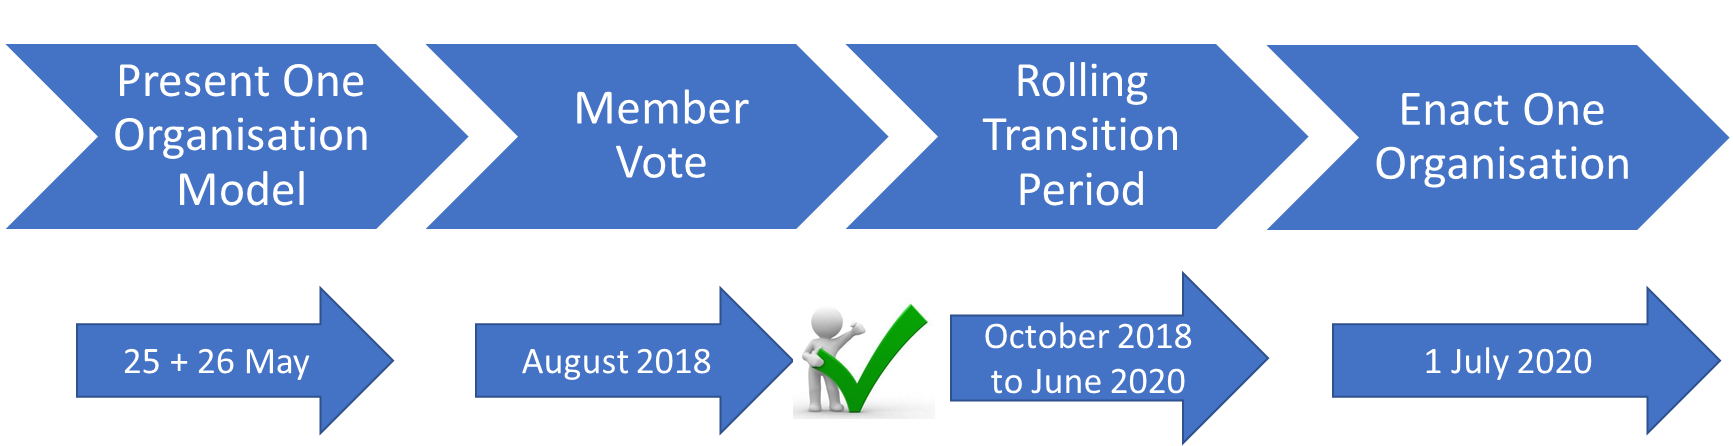 Present One
Organisation
Model
Member
Vote
Rolling
Transition
Period
Enact One
Organisation
25 + 26 May
August 2018
October 2018
to June 2020
1 July 2020